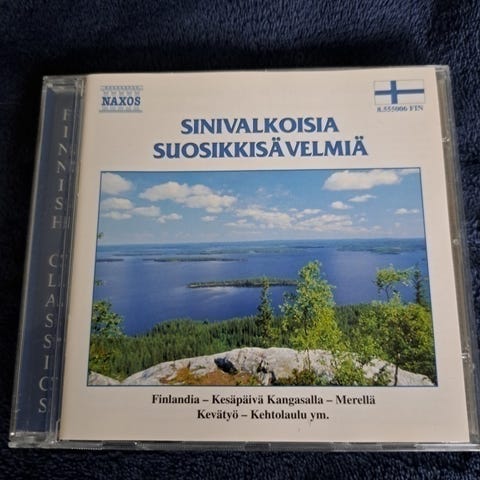 NAXOS
8.555006 FIN
SINIVALKOISIA
SUOSIKKISÄVELMIÄ
FINNISH CLASSICS
Finlandia – Kesäpäivä Kangasalla – Merellä
Kevätyö – Kehtolaulu ym.